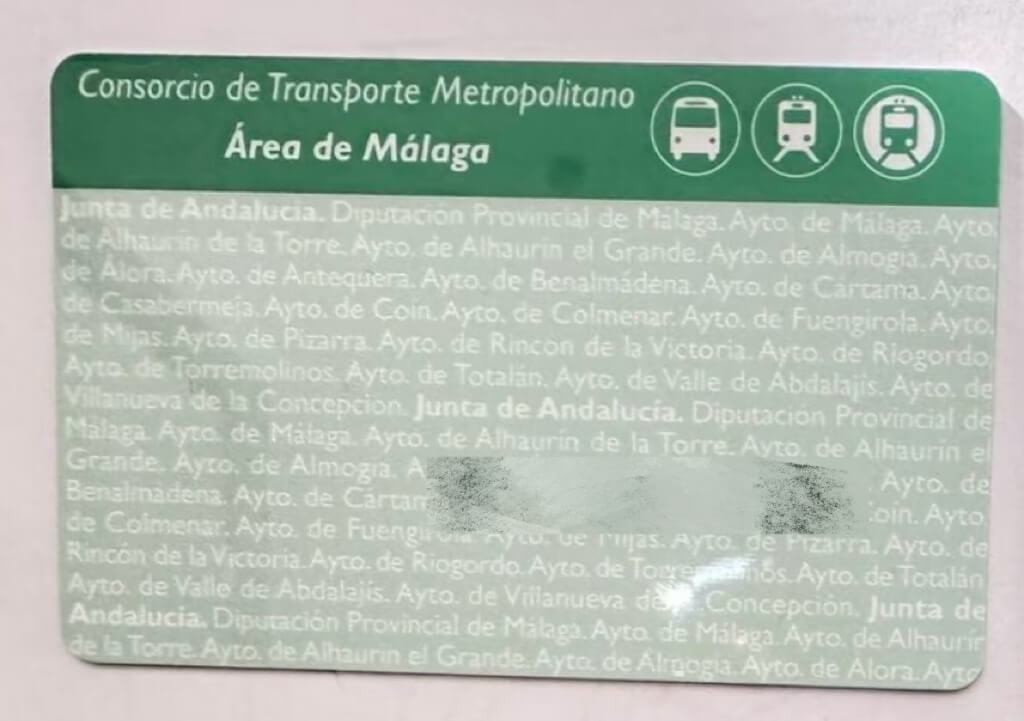 Consorcio de Transporte Metropolitano
Área de Málaga
Junta de Andalucía. Diputación Provincial de Málaga. Ayto. de Málaga. Ayto.
de Alhaurín de la Torre. Ayto. de Alhaurín el Grande. Ayto. de Almogía. Ayto.
de Álora. Ayto. de Antequera. Ayto. de Benalmádena. Ayto. de Cártama. Ayto.
de Casabermeja. Ayto. de Coín. Ayto. de Colmenar. Ayto. de Fuengirola. Ayto.
de Mijas. Ayto. de Pizarra. Ayto. de Rincón de la Victoria. Ayto. de Riogordo.
Ayto. de Torremolinos. Ayto. de Totalán. Ayto. de Valle de Abdalajís. Ayto. de
Villanueva de la Concepción. Junta de Andalucía. Diputación Provincial de
Málaga. Ayto. de Málaga. Ayto. de Alhaurín de la Torre. Ayto. de Alhaurín el
Grande. Ayto. de Almogía. Ayto. de
Benalmádena. Ayto. de Ayto.
de Colmenar. Ayto. de Fuengirola Ayto. de Mijas. Ayto. de Pizarra. Ayto. de
Rincón de la Victoria. Ayto. de Riogordo. Ayto. de Torremolinos. Ayto. de Totalán
Ayto. de Valle de Abdalajís. Ayto. de Villanueva de Concepción. Junta de
Andalucía. Diputación Provincial de Málaga. Ayto. de Málaga. Ayto. de Alhaurín
de la Torre. Ayto. de Alhaurín el Grande. Ayto. de Almogía. Ayto. de Álora. Ayto